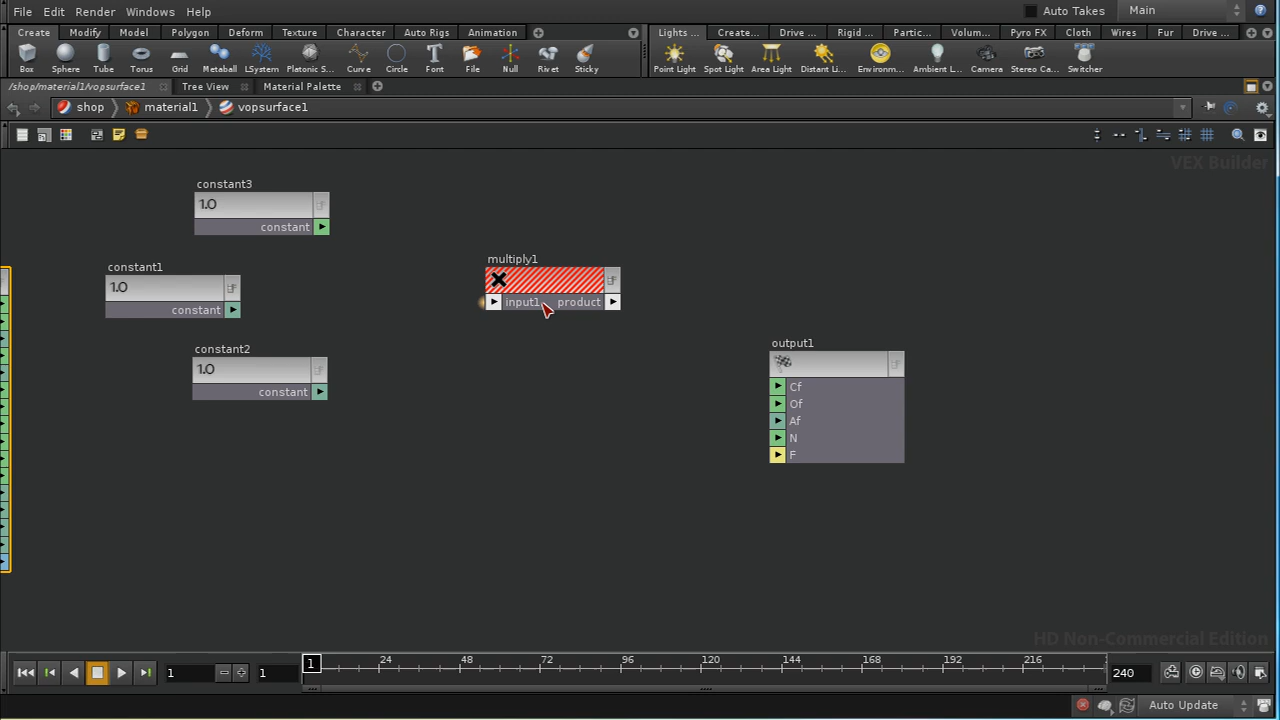 File Edit Render Windows Help Auto Takes Main
Create Modify Model Polygon Deform Texture Character Auto Rigs Animation Lights ... Create... Drive ... Rigid ... Partic... Volum... Pyro FX Cloth Wires Fur Drive ...
Box Sphere Tube Torus Grid Metaball LSystem Platonic S... Curve Circle Font File Null Rivet Sticky Point Light Spot Light Area Light Distant Li... Environm... Ambient L... Camera Stereo Ca... Switcher
/shop/material1/vopsurface1 Tree View Material Palette
shop material1 vopsurface1
VEX Builder
constant3
1.0
constant
constant1
1.0
constant
constant2
1.0
constant
multiply1
input1 product
output1
Cf
Of
Af
N
F
HD Non-Commercial Edition
1 1 1 24 48 72 96 120 144 168 192 216 240
Auto Update